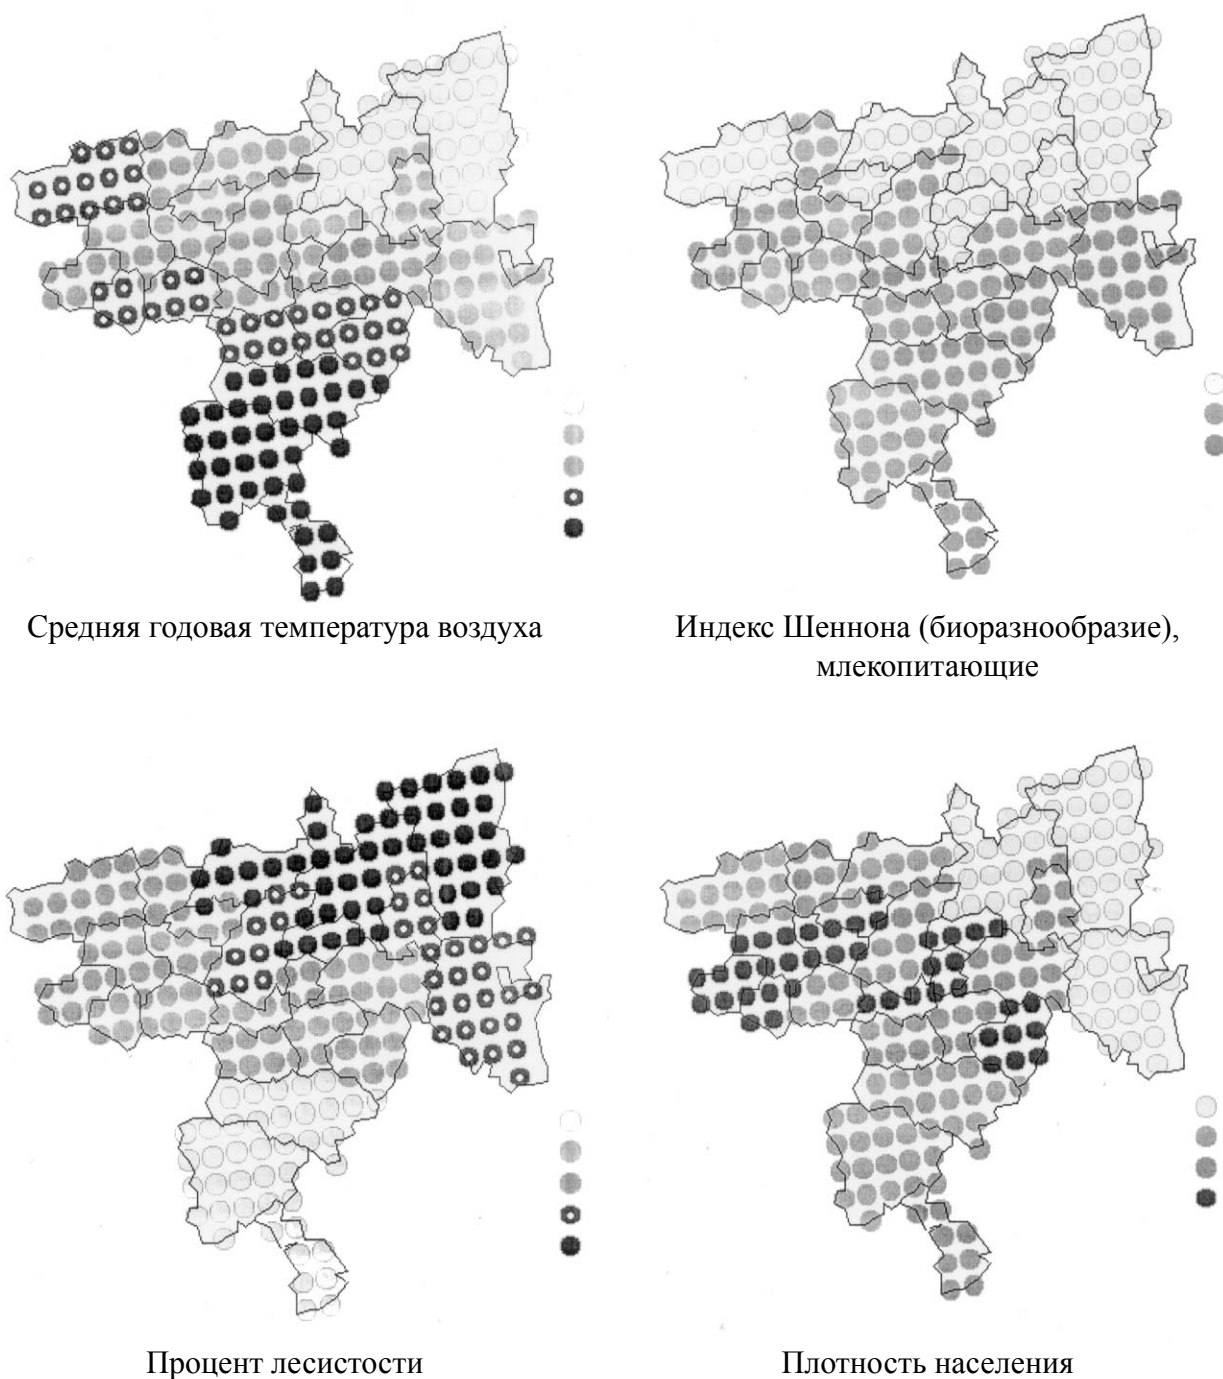 Средняя годовая температура воздуха
Индекс Шеннона (биоразнообразие),
млекопитающие
Процент лесистости
Плотность населения